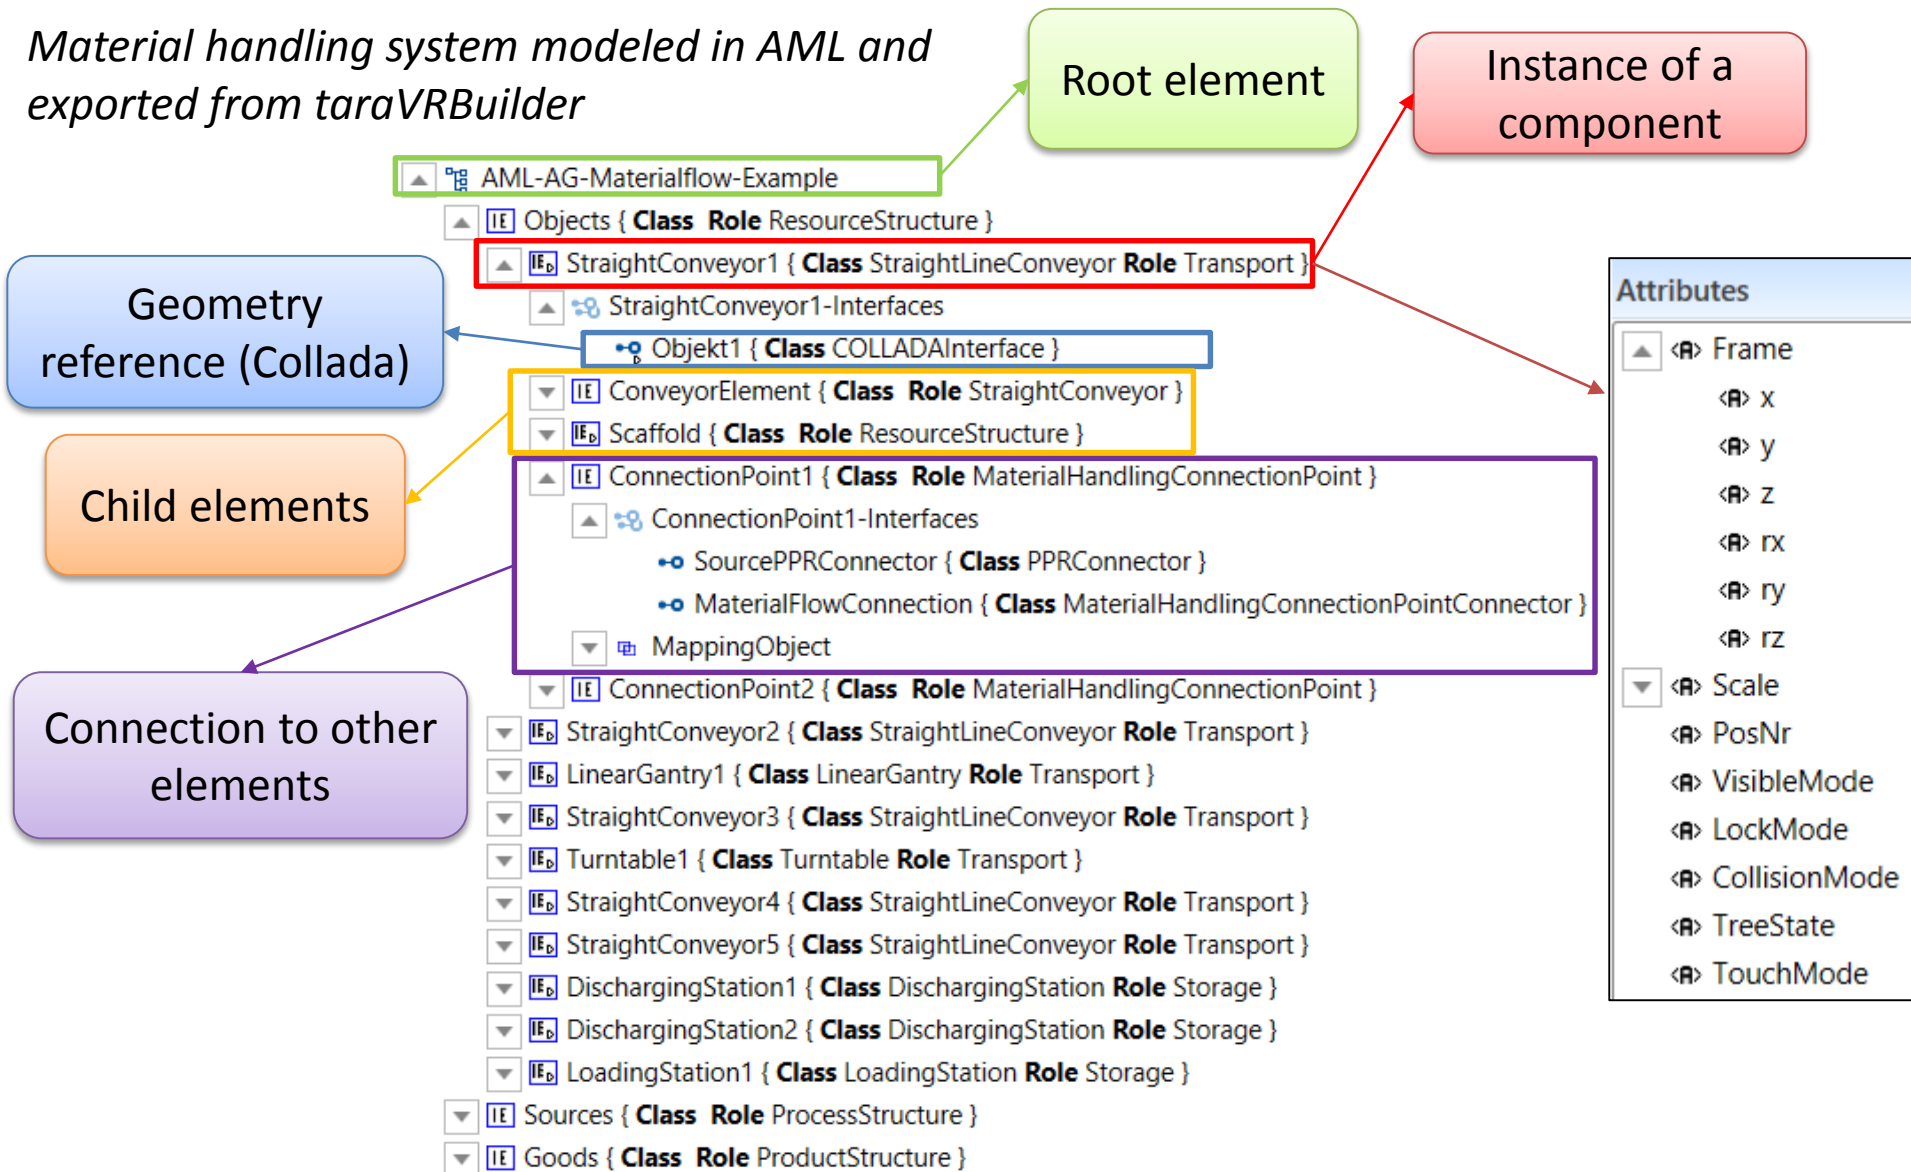 Material handling system modeled in AML and
exported from taraVRBuilder
Root element
Instance of a
component
AML-AG-Materialflow-Example
Objects { Class Role ResourceStructure }
StraightConveyor1 { Class StraightLineConveyor Role Transport }
StraightConveyor1-Interfaces
Objekt1 { Class COLLADAInterface }
ConveyorElement { Class Role StraightConveyor }
Scaffold { Class Role ResourceStructure }
ConnectionPoint1 { Class Role MaterialHandlingConnectionPoint }
ConnectionPoint1-Interfaces
SourcePPRConnector { Class PPRConnector }
MaterialFlowConnection { Class MaterialHandlingConnectionPointConnector }
MappingObject
ConnectionPoint2 { Class Role MaterialHandlingConnectionPoint }
StraightConveyor2 { Class StraightLineConveyor Role Transport }
LinearGantry1 { Class LinearGantry Role Transport }
StraightConveyor3 { Class StraightLineConveyor Role Transport }
Turntable1 { Class Turntable Role Transport }
StraightConveyor4 { Class StraightLineConveyor Role Transport }
StraightConveyor5 { Class StraightLineConveyor Role Transport }
DischargingStation1 { Class DischargingStation Role Storage }
DischargingStation2 { Class DischargingStation Role Storage }
LoadingStation1 { Class LoadingStation Role Storage }
Sources { Class Role ProcessStructure }
Goods { Class Role ProductStructure }
Geometry
reference (Collada)
Child elements
Connection to other
elements
Attributes
Frame
x
y
z
rx
ry
rz
Scale
PosNr
VisibleMode
LockMode
CollisionMode
TreeState
TouchMode